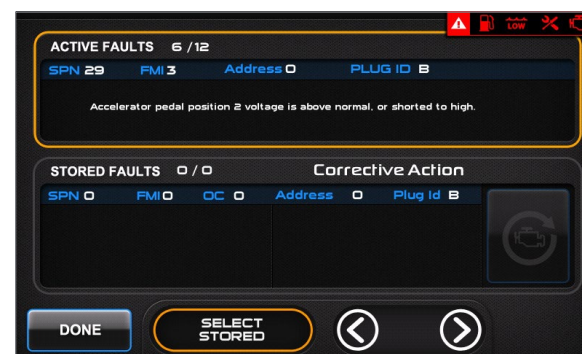 LOW
ACTIVE FAULTS 6 /12
SPN 29 FMI 3 Address 0 PLUG ID B
Accelerator pedal position 2 voltage is above normal, or shorted to high.
STORED FAULTS 0/0 Corrective Action
SPN 0 FMI 0 OC 0 Address 0 Plug Id B
DONE
SELECT
STORED